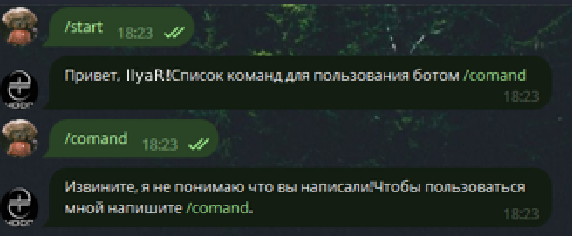 /start 18:23
Привет, IlyaR!Список команд для пользования ботом /comand
18:23
/comand 18:23
Извините, я не понимаю что вы написали!Чтобы пользоваться
мной напишите /comand.
18:23